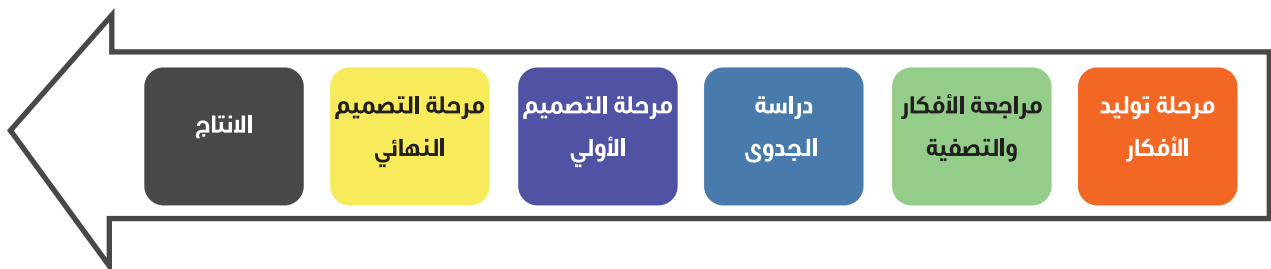 مرحلة توليد
الأفكار
مراجعة الأفكار
والتصفية
دراسة
الجدوى
مرحلة التصميم
الأولي
مرحلة التصميم
النهائي
الانتاج